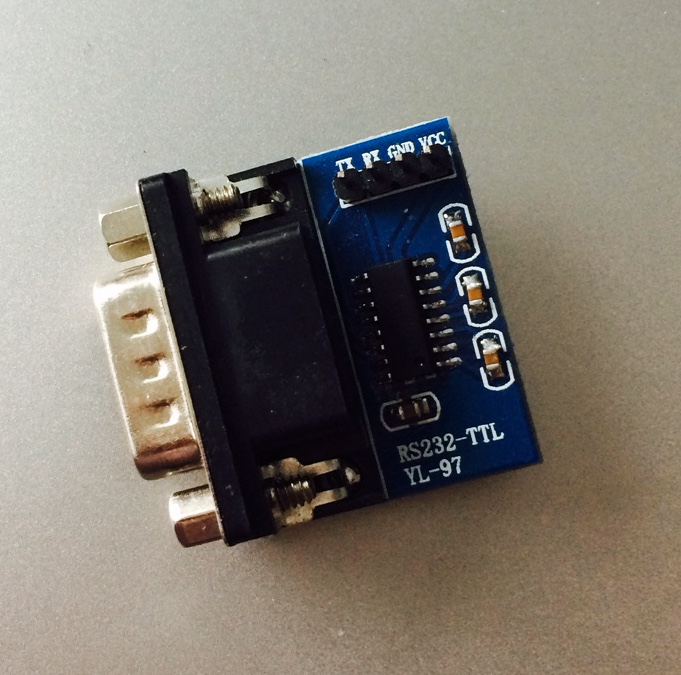 TX RX GND VCC
RS232-TTL
YL-97